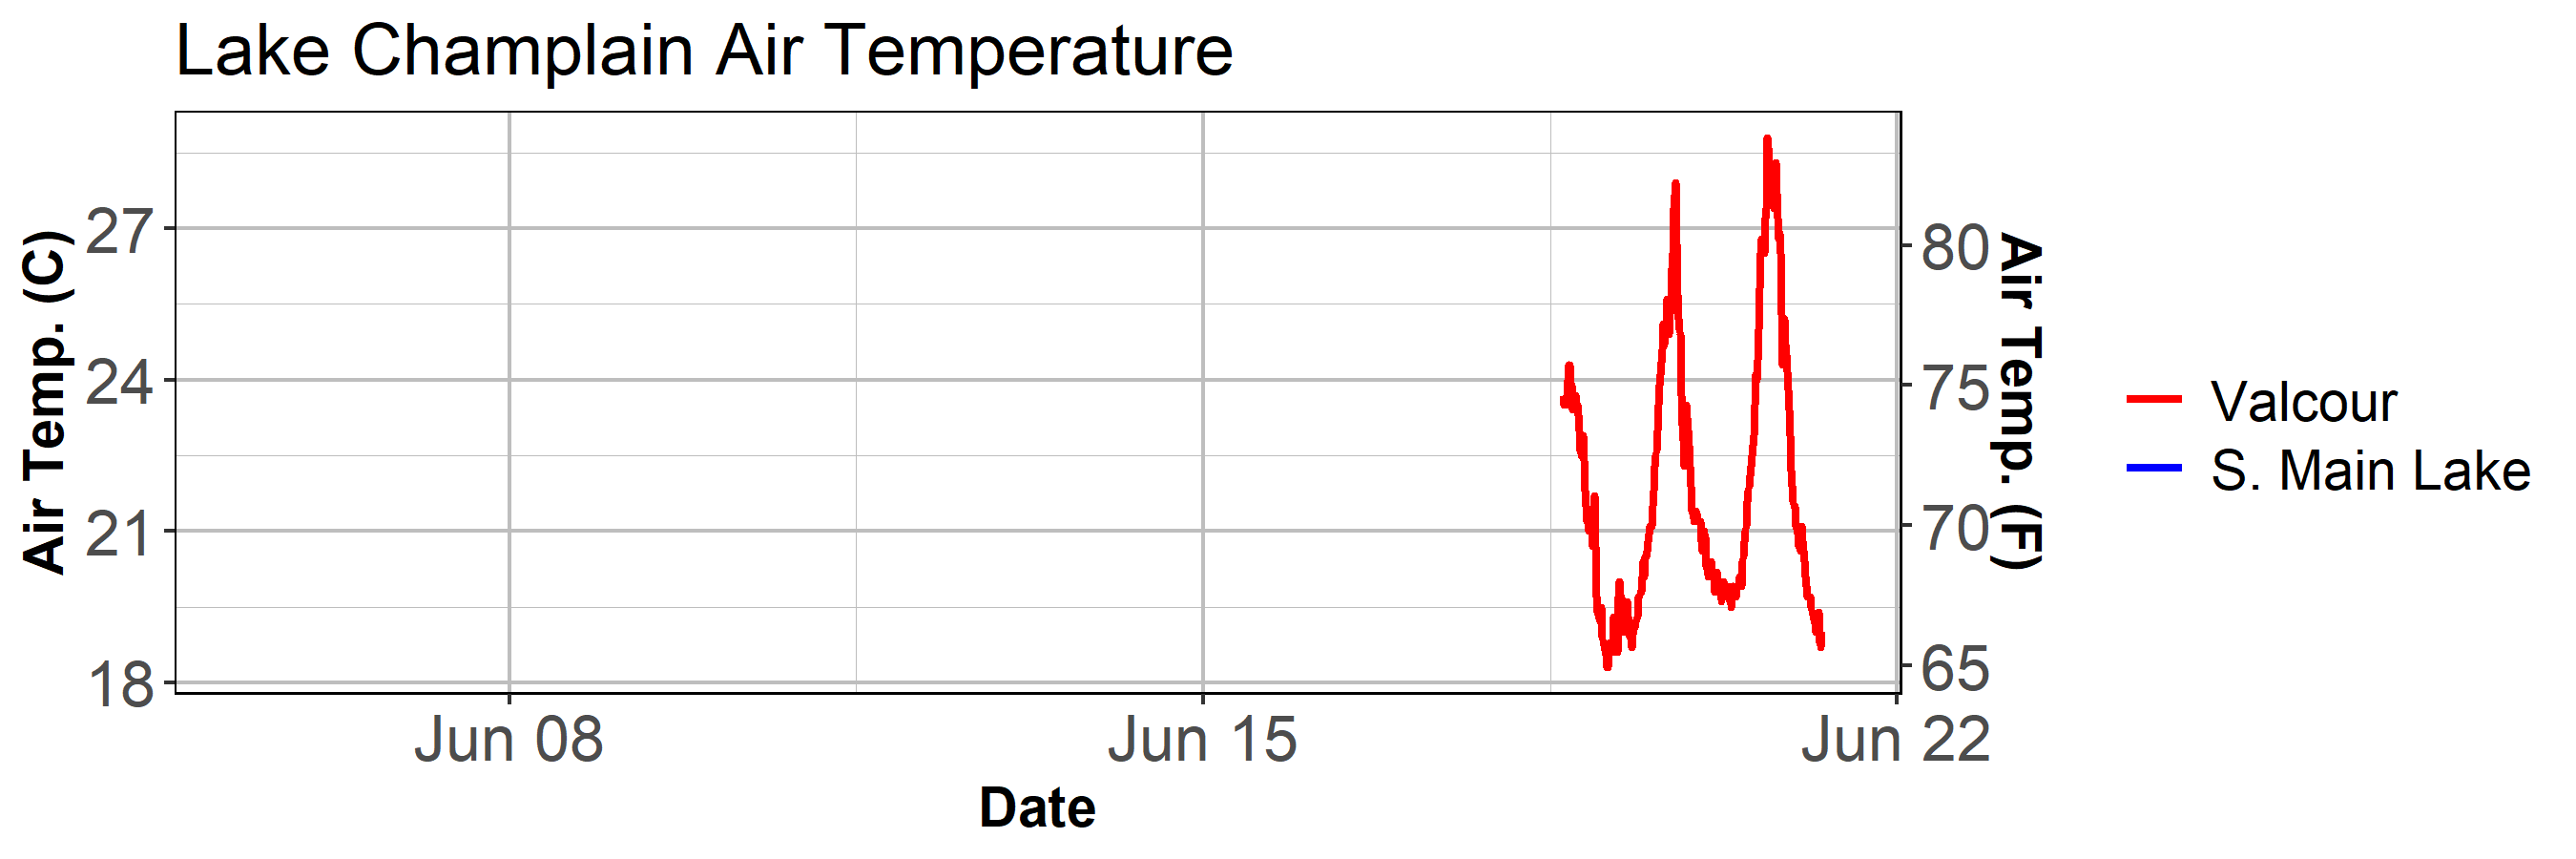 Lake Champlain Air Temperature
Air Temp. (C)
27
24
21
18
80
75
70
65
Air Temp. (F)
Jun 08
Jun 15
Jun 22
Date
Valcour
S. Main Lake